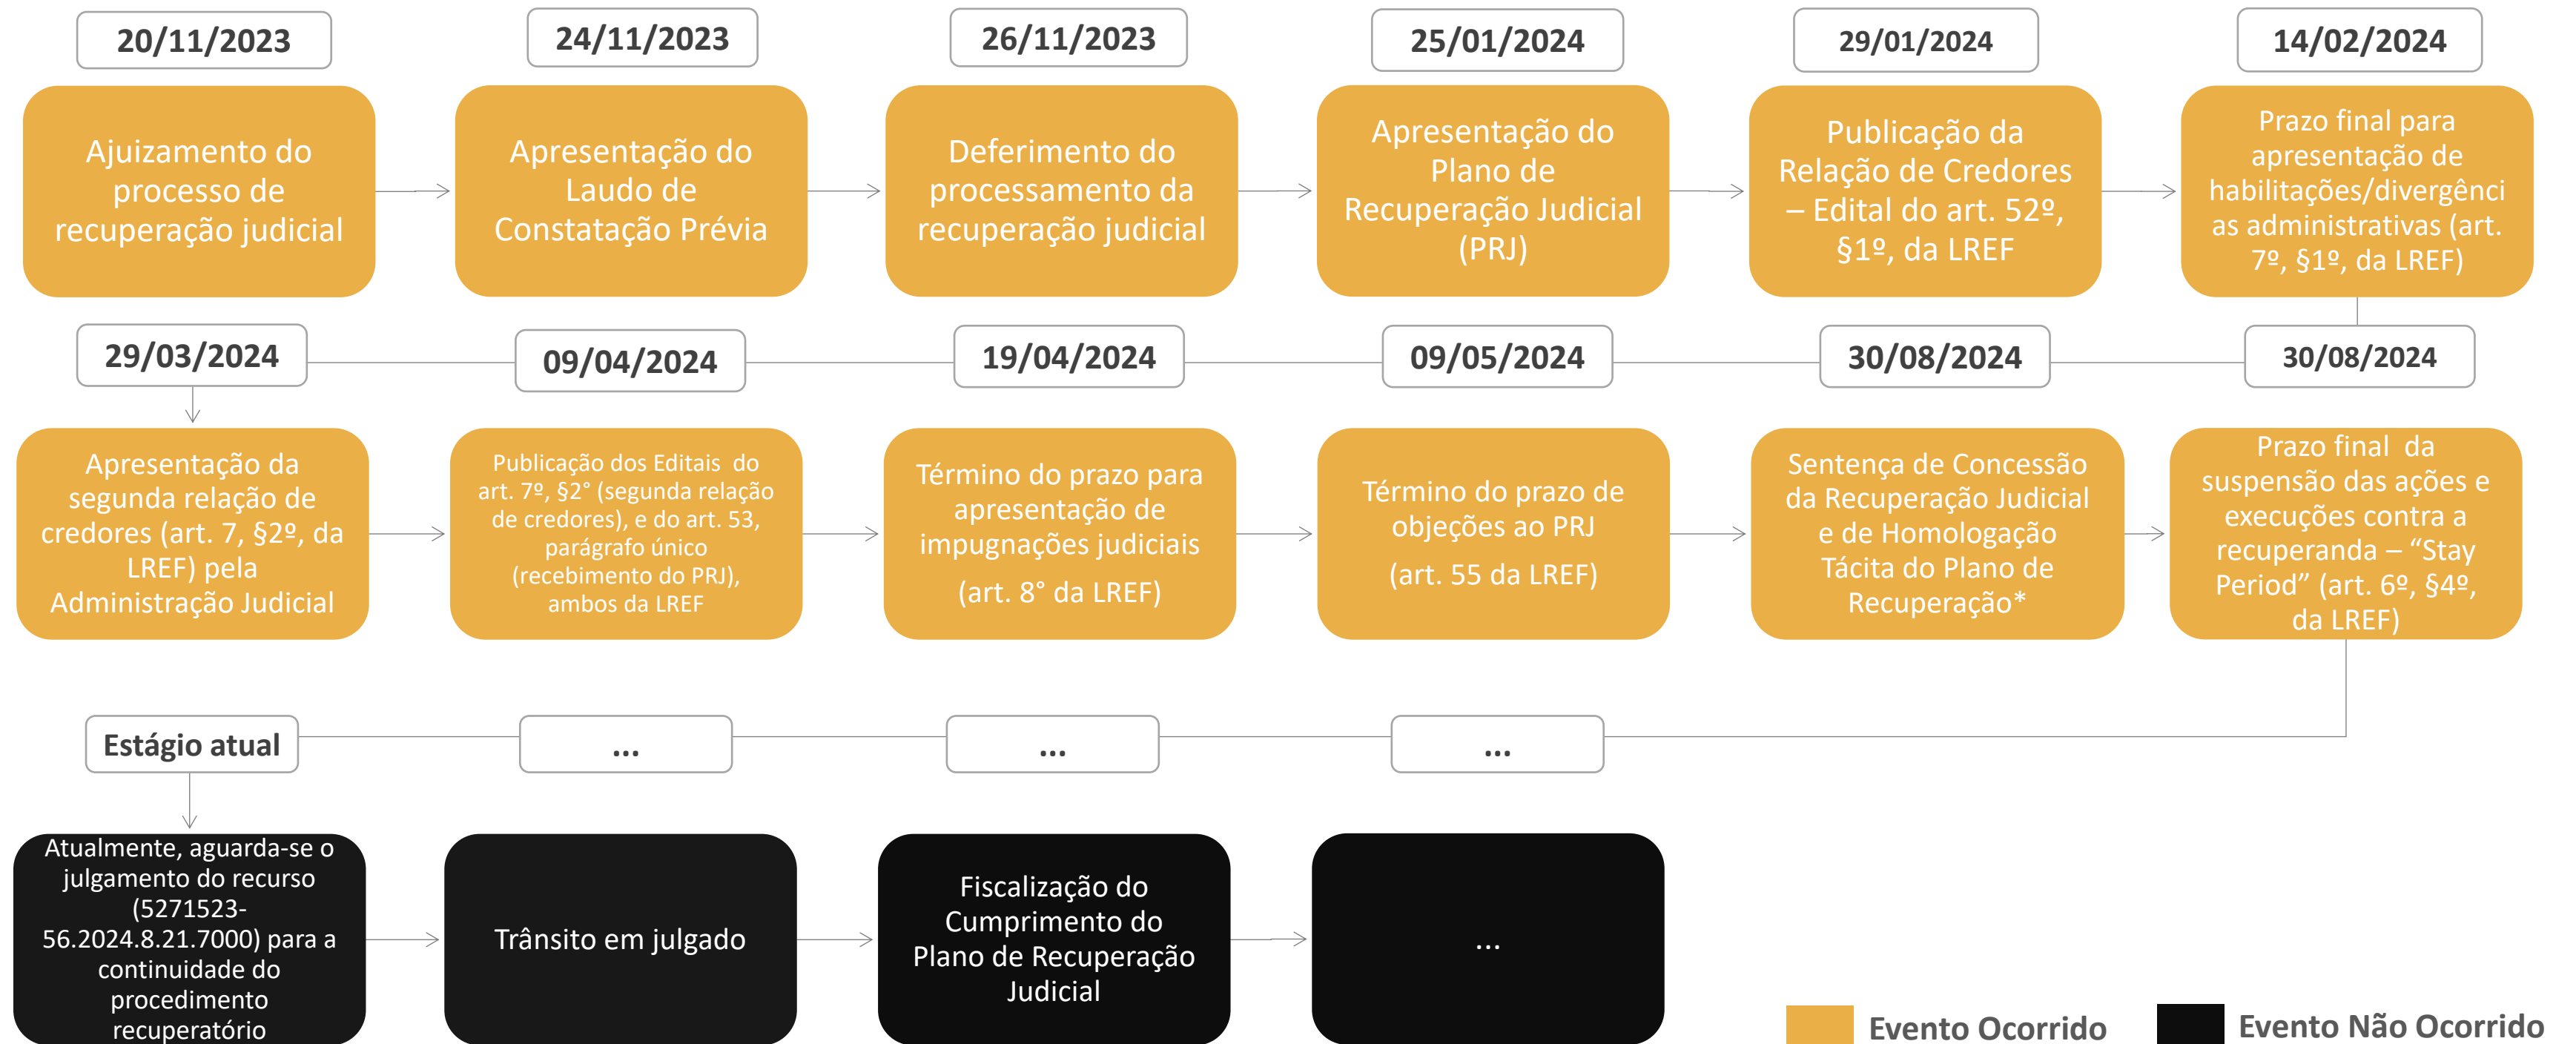 20/11/2023
24/11/2023
26/11/2023
25/01/2024
29/01/2024
14/02/2024
Ajuizamento do
processo de
recuperação judicial
Apresentação do
Laudo de
Constatação Prévia
Deferimento do
processamento da
recuperação judicial
Apresentação do
Plano de
Recuperação Judicial
(PRJ)
Publicação da
Relação de Credores
– Edital do art. 52º,
§1º, da LREF
Prazo final para
apresentação de
habilitações/divergênci
as administrativas (art.
7º, §1º, da LREF)
29/03/2024
09/04/2024
19/04/2024
09/05/2024
30/08/2024
30/08/2024
Apresentação da
segunda relação de
credores (art. 7, §2º, da
LREF) pela
Administração Judicial
Publicação dos Editais do
art. 7º, §2° (segunda relação
de credores), e do art. 53,
parágrafo único
(recebimento do PRJ),
ambos da LREF
Término do prazo para
apresentação de
impugnações judiciais
(art. 8° da LREF)
Término do prazo de
objeções ao PRJ
(art. 55 da LREF)
Sentença de Concessão
da Recuperação Judicial
e de Homologação
Tácita do Plano de
Recuperação*
Prazo final da
suspensão das ações e
execuções contra a
recuperanda – “Stay
Period” (art. 6º, §4º,
da LREF)
Estágio atual
...
...
...
Atualmente, aguarda-se o
julgamento do recurso
(5271523-
56.2024.8.21.7000) para a
continuidade do
procedimento
recuperatório
Trânsito em julgado
Fiscalização do
Cumprimento do
Plano de Recuperação
Judicial
...
Evento Ocorrido
Evento Não Ocorrido